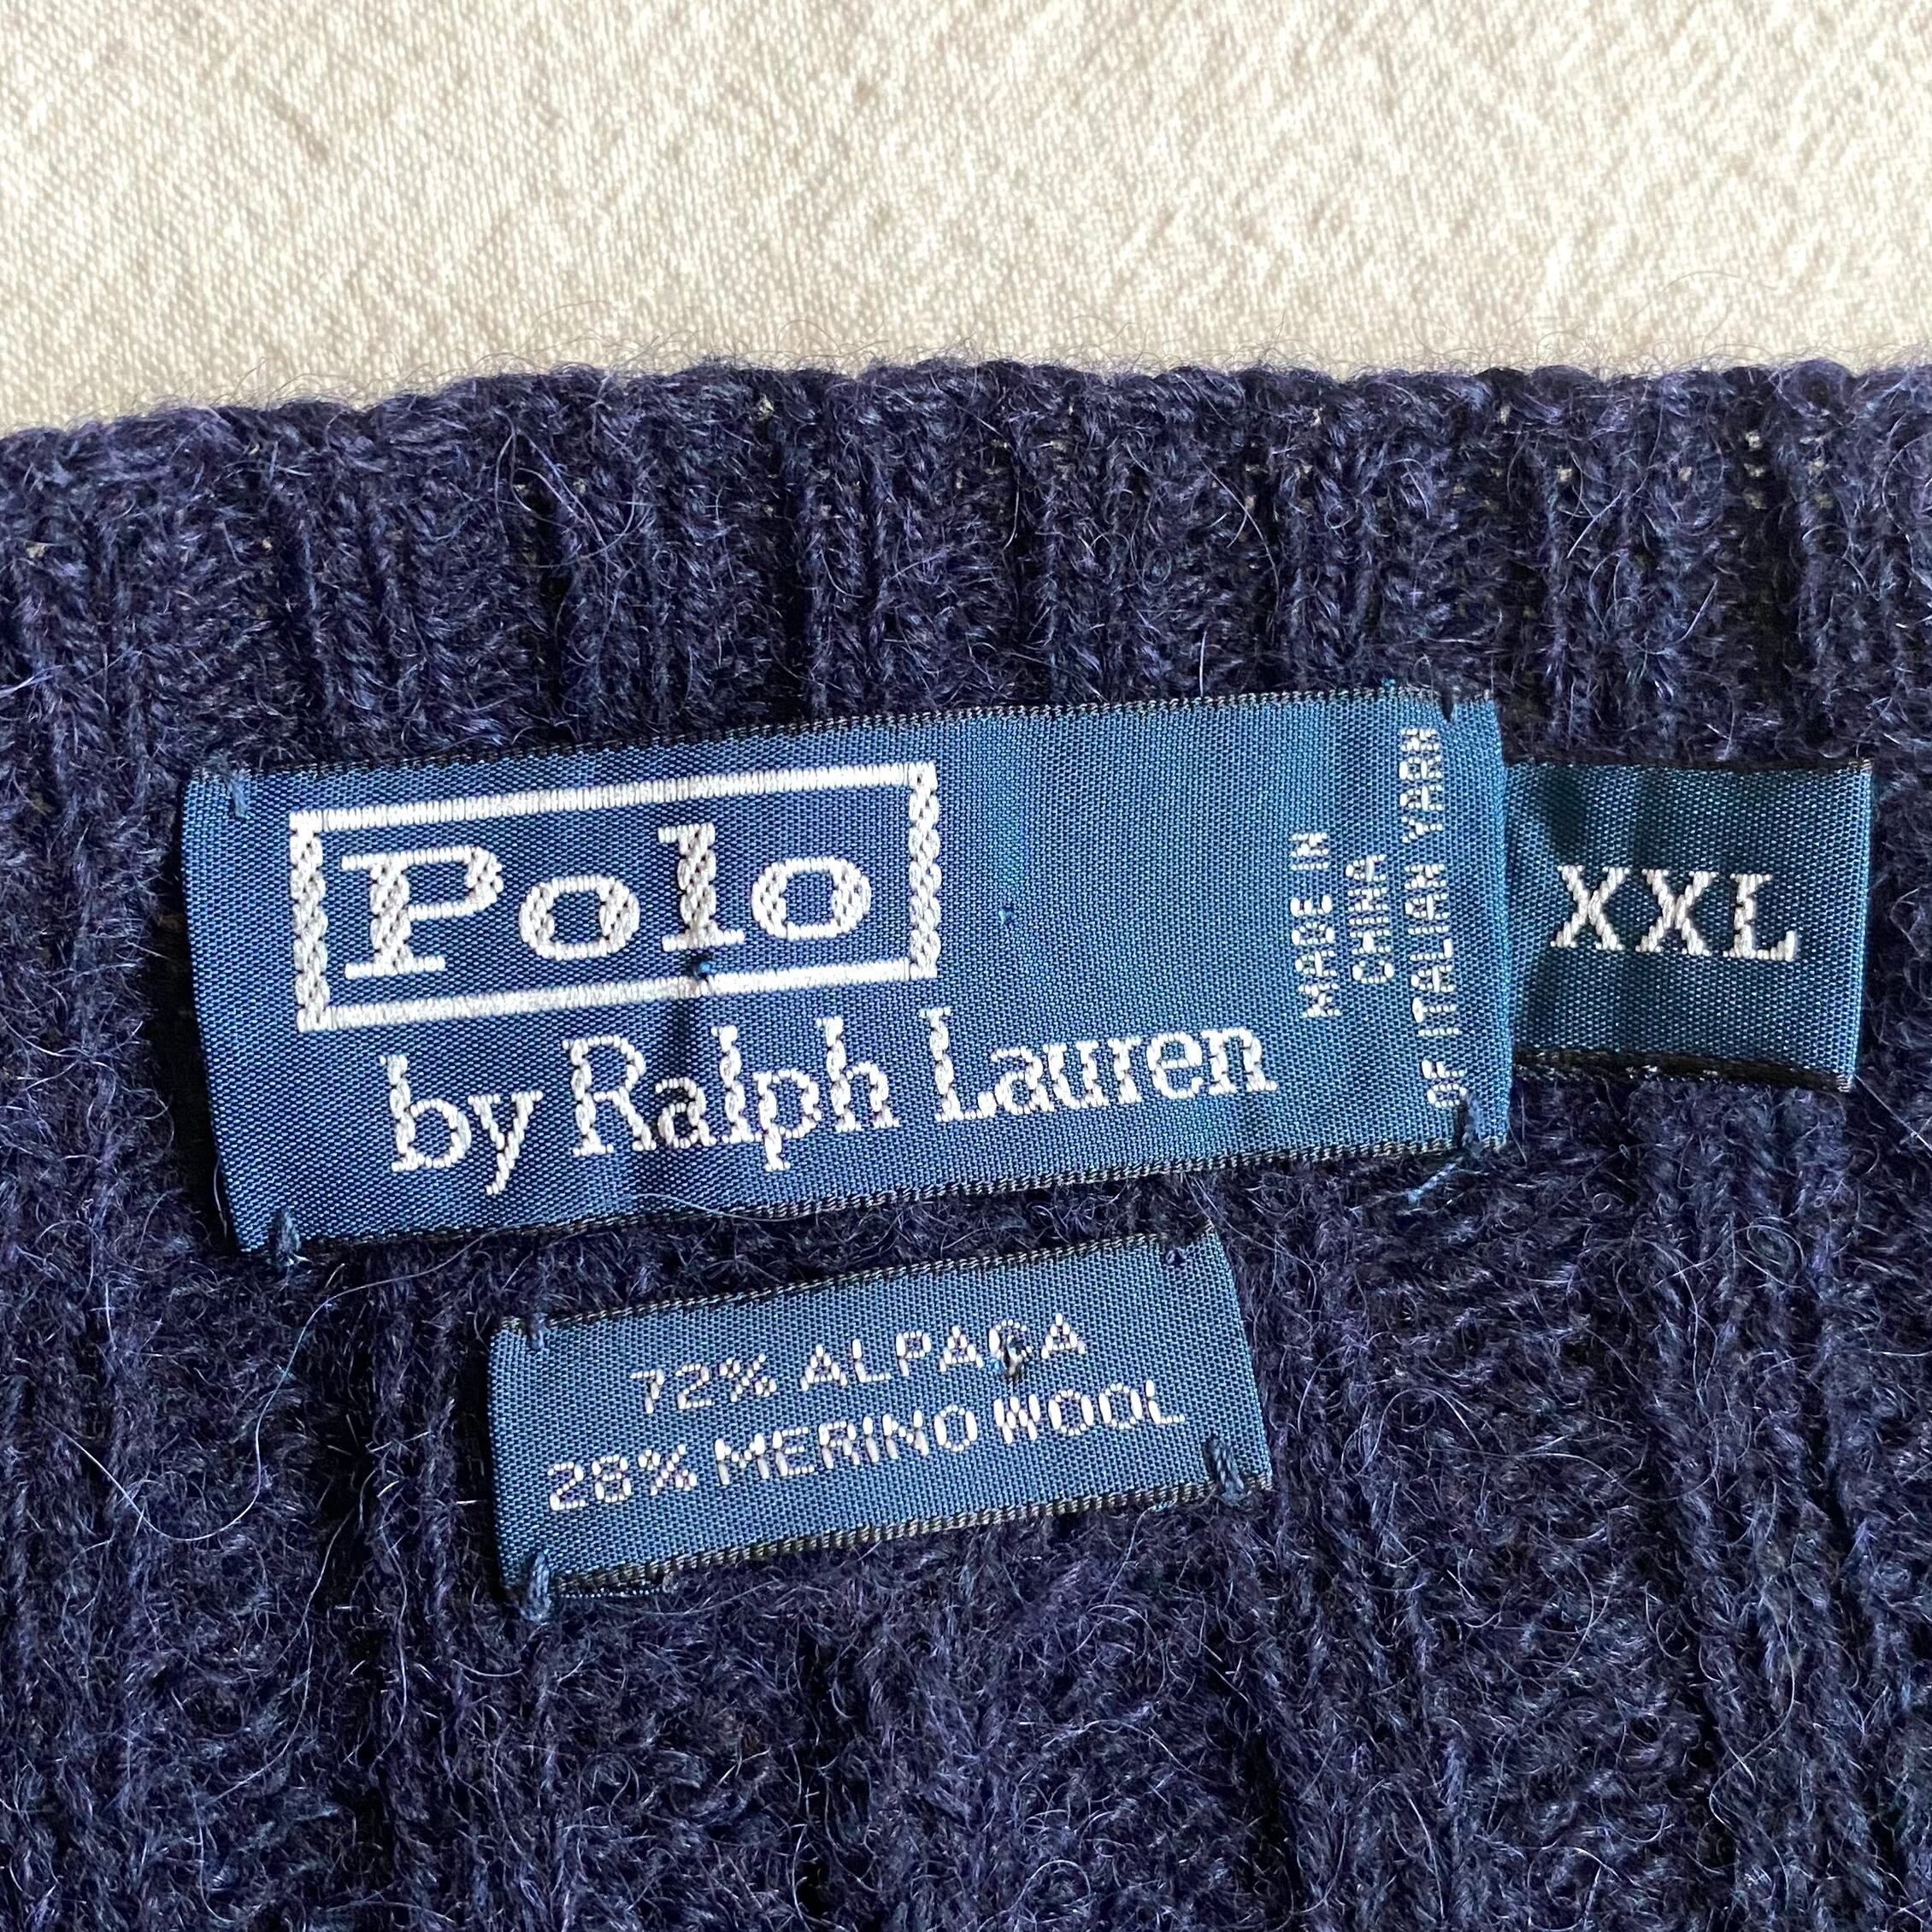 Polo
by Ralph Lauren
MADE IN
CHINA
OF ITALIAN YARN
XXL
72% ALPACA
28% MERINO WOOL